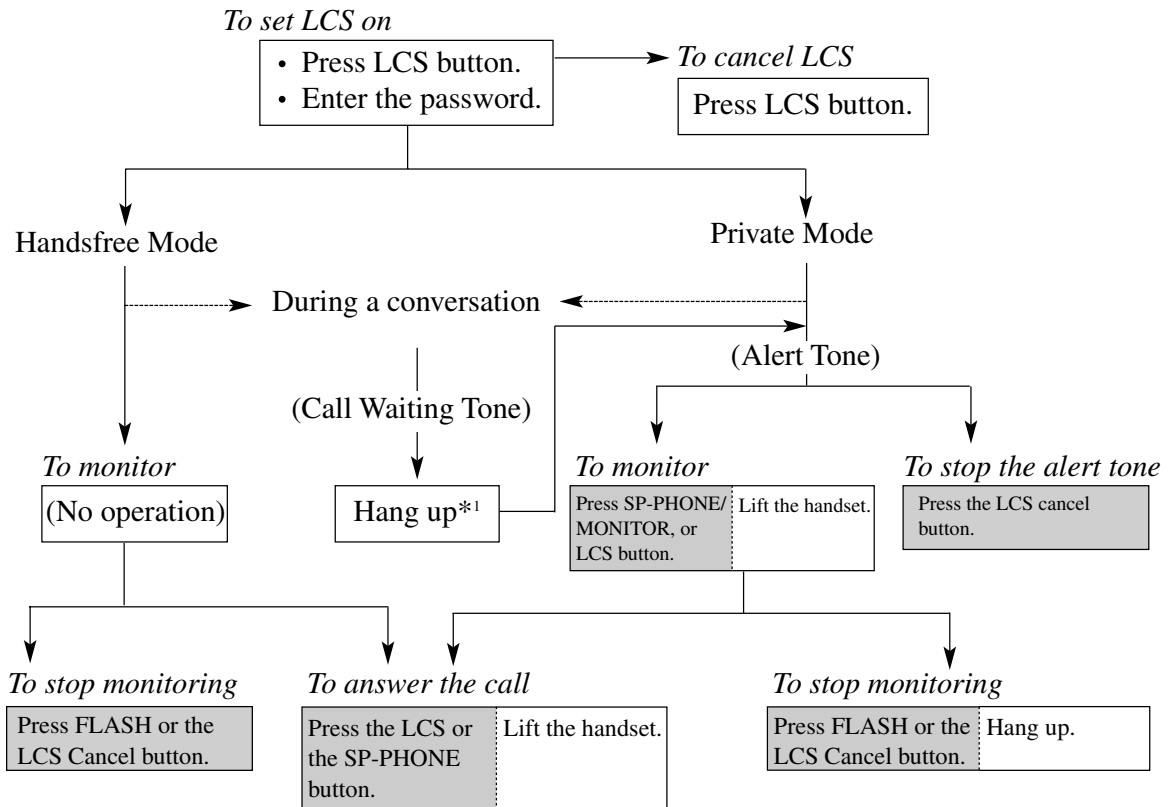 To set LCS on
• Press LCS button.
• Enter the password.
To cancel LCS
Press LCS button.
Handsfree Mode
Private Mode
During a conversation
(Alert Tone)
(Call Waiting Tone)
To monitor
(No operation)
Hang up*1
To monitor
Press SP-PHONE/
MONITOR, or
LCS button.
Lift the handset.
To stop the alert tone
Press the LCS cancel
button.
To stop monitoring
Press FLASH or the
LCS Cancel button.
To answer the call
Press the LCS or
the SP-PHONE
button.
Lift the handset.
To stop monitoring
Press FLASH or the
LCS Cancel button.
Hang up.